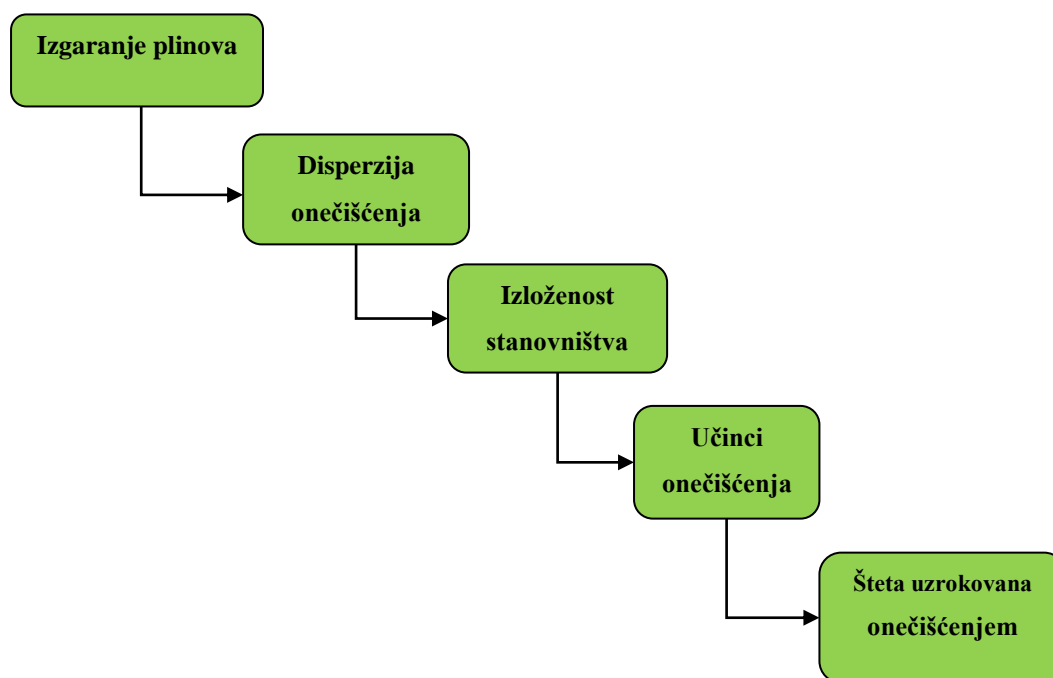 Izgaranje plinova
Disperzija
onečišćenja
Izloženost
stanovništva
Učinci
onečišćenja
Šteta uzrokovana
onečišćenjem